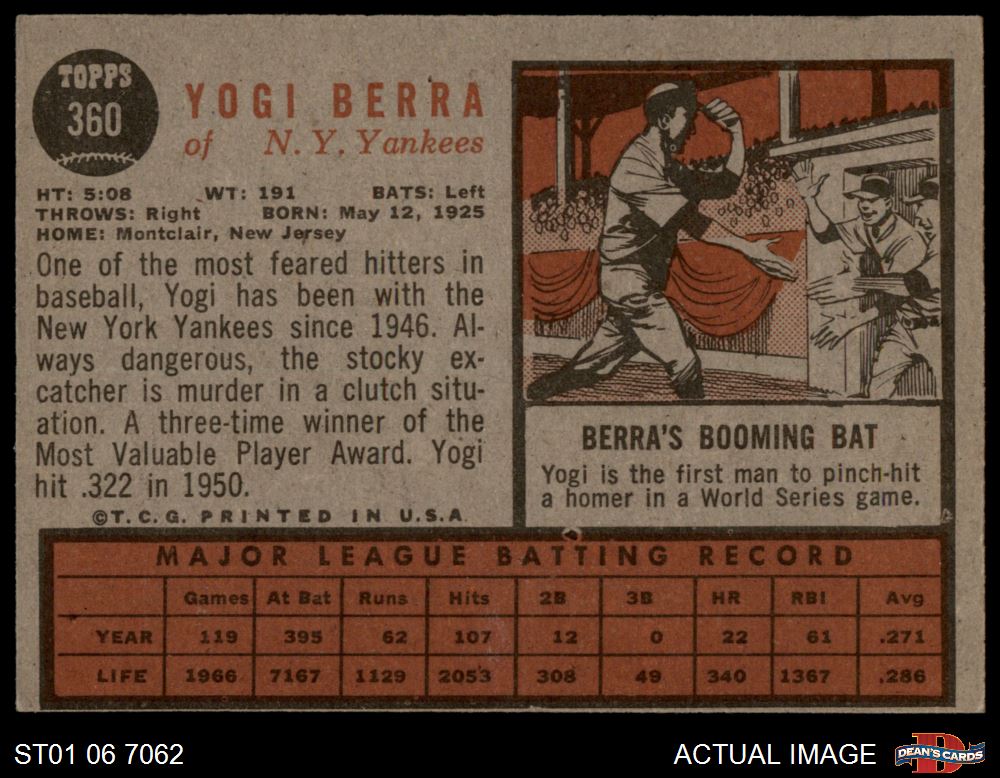 TOPPS
360
YOGI BERRA
of N. Y. Yankees
HT: 5:08 WT: 191 BATS: Left
THROWS: Right BORN: May 12, 1925
HOME: Montclair, New Jersey
One of the most feared hitters in
baseball, Yogi has been with the
New York Yankees since 1946. Al-
ways dangerous, the stocky ex-
catcher is murder in a clutch situ-
ation. A three-time winner of the
Most Valuable Player Award. Yogi
hit .322 in 1950.
©T. C. G. PRINTED IN U.S.A.
BERRA'S BOOMING BAT
Yogi is the first man to pinch-hit
a homer in a World Series game.
MAJOR LEAGUE BATTING RECORD
Games At Bat Runs Hits 2B 3B HR RBI Avg
YEAR 119 395 62 107 12 0 22 61 .271
LIFE 1966 7167 1129 2053 308 49 340 1367 .286
ST01 06 7062 ACTUAL IMAGE
D
DEAN'S CARDS